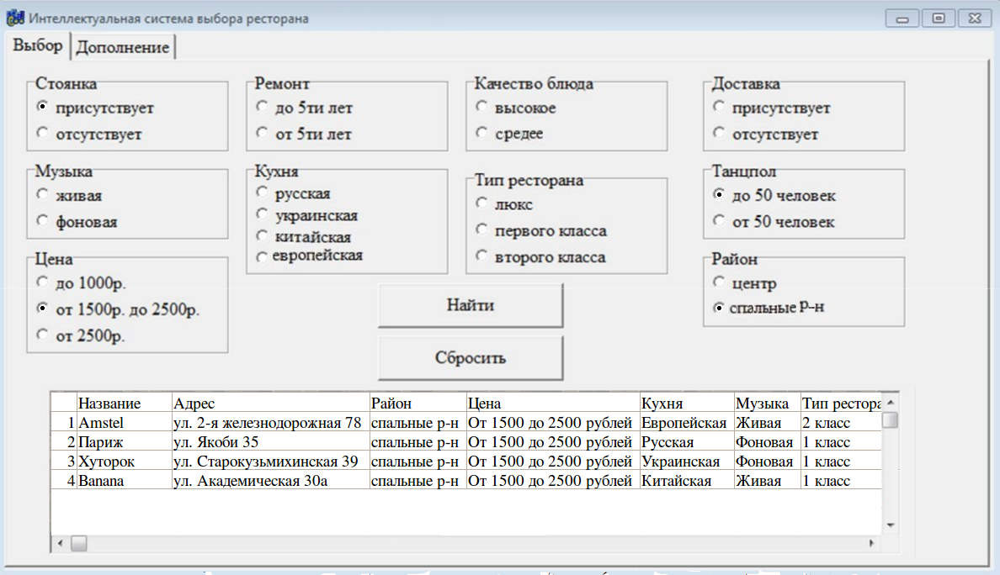 Интеллектуальная система выбора ресторана
Выбор Дополнение
Стоянка
присутствует
отсутствует
Ремонт
до 5ти лет
от 5ти лет
Качество блюда
высокое
средее
Доставка
присутствует
отсутствует
Музыка
живая
фоновая
Кухня
русская
украинская
китайская
европейская
Тип ресторана
люкс
первого класса
второго класса
Танцпол
до 50 человек
от 50 человек
Цена
до 1000р.
от 1500р. до 2500р.
от 2500р.
Район
центр
спальные р-н
Найти
Сбросить
Название Адрес Район Цена Кухня Музыка Тип рестора
1 Amstel ул. 2-я железнодорожная 78 спальные р-н От 1500 до 2500 рублей Европейская Живая 2 класс
2 Париж ул. Якоби 35 спальные р-н От 1500 до 2500 рублей Русская Фоновая 1 класс
3 Хуторок ул. Старокузьмихинская 39 спальные р-н От 1500 до 2500 рублей Украинская Фоновая 1 класс
4 Banana ул. Академическая 30а спальные р-н От 1500 до 2500 рублей Китайская Живая 1 класс